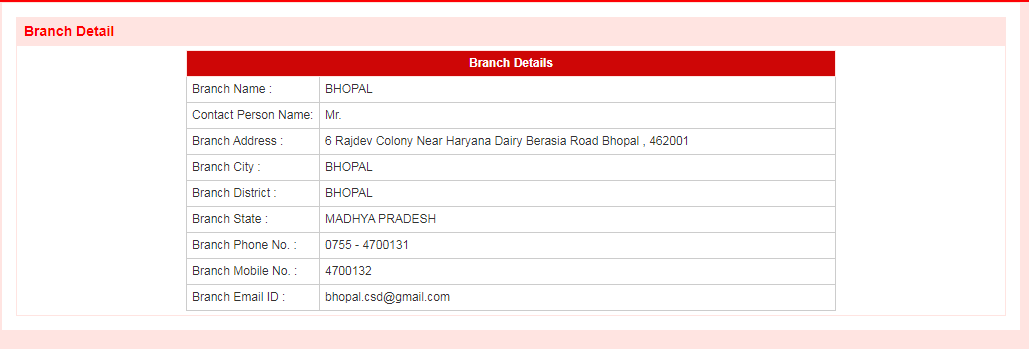 Branch Detail
Branch Details
Branch Name : BHOPAL
Contact Person Name: Mr.
Branch Address : 6 Rajdev Colony Near Haryana Dairy Berasia Road Bhopal , 462001
Branch City : BHOPAL
Branch District : BHOPAL
Branch State : MADHYA PRADESH
Branch Phone No. : 0755 - 4700131
Branch Mobile No. : 4700132
Branch Email ID : bhopal.csd@gmail.com